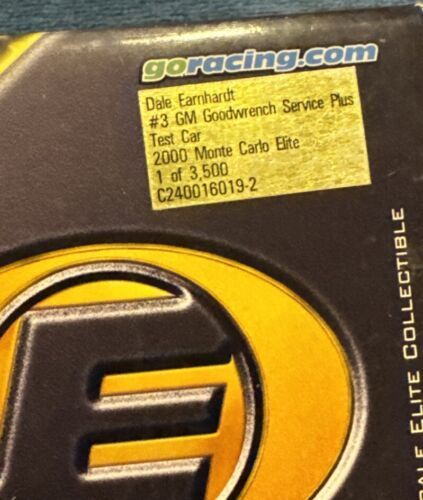 goracing.com
Dale Earnhardt
#3 GM Goodwrench Service Plus
Test Car
2000 Monte Carlo Elite
1 of 3,500
C240016019-2
E
ELITE COLLECTIBLE